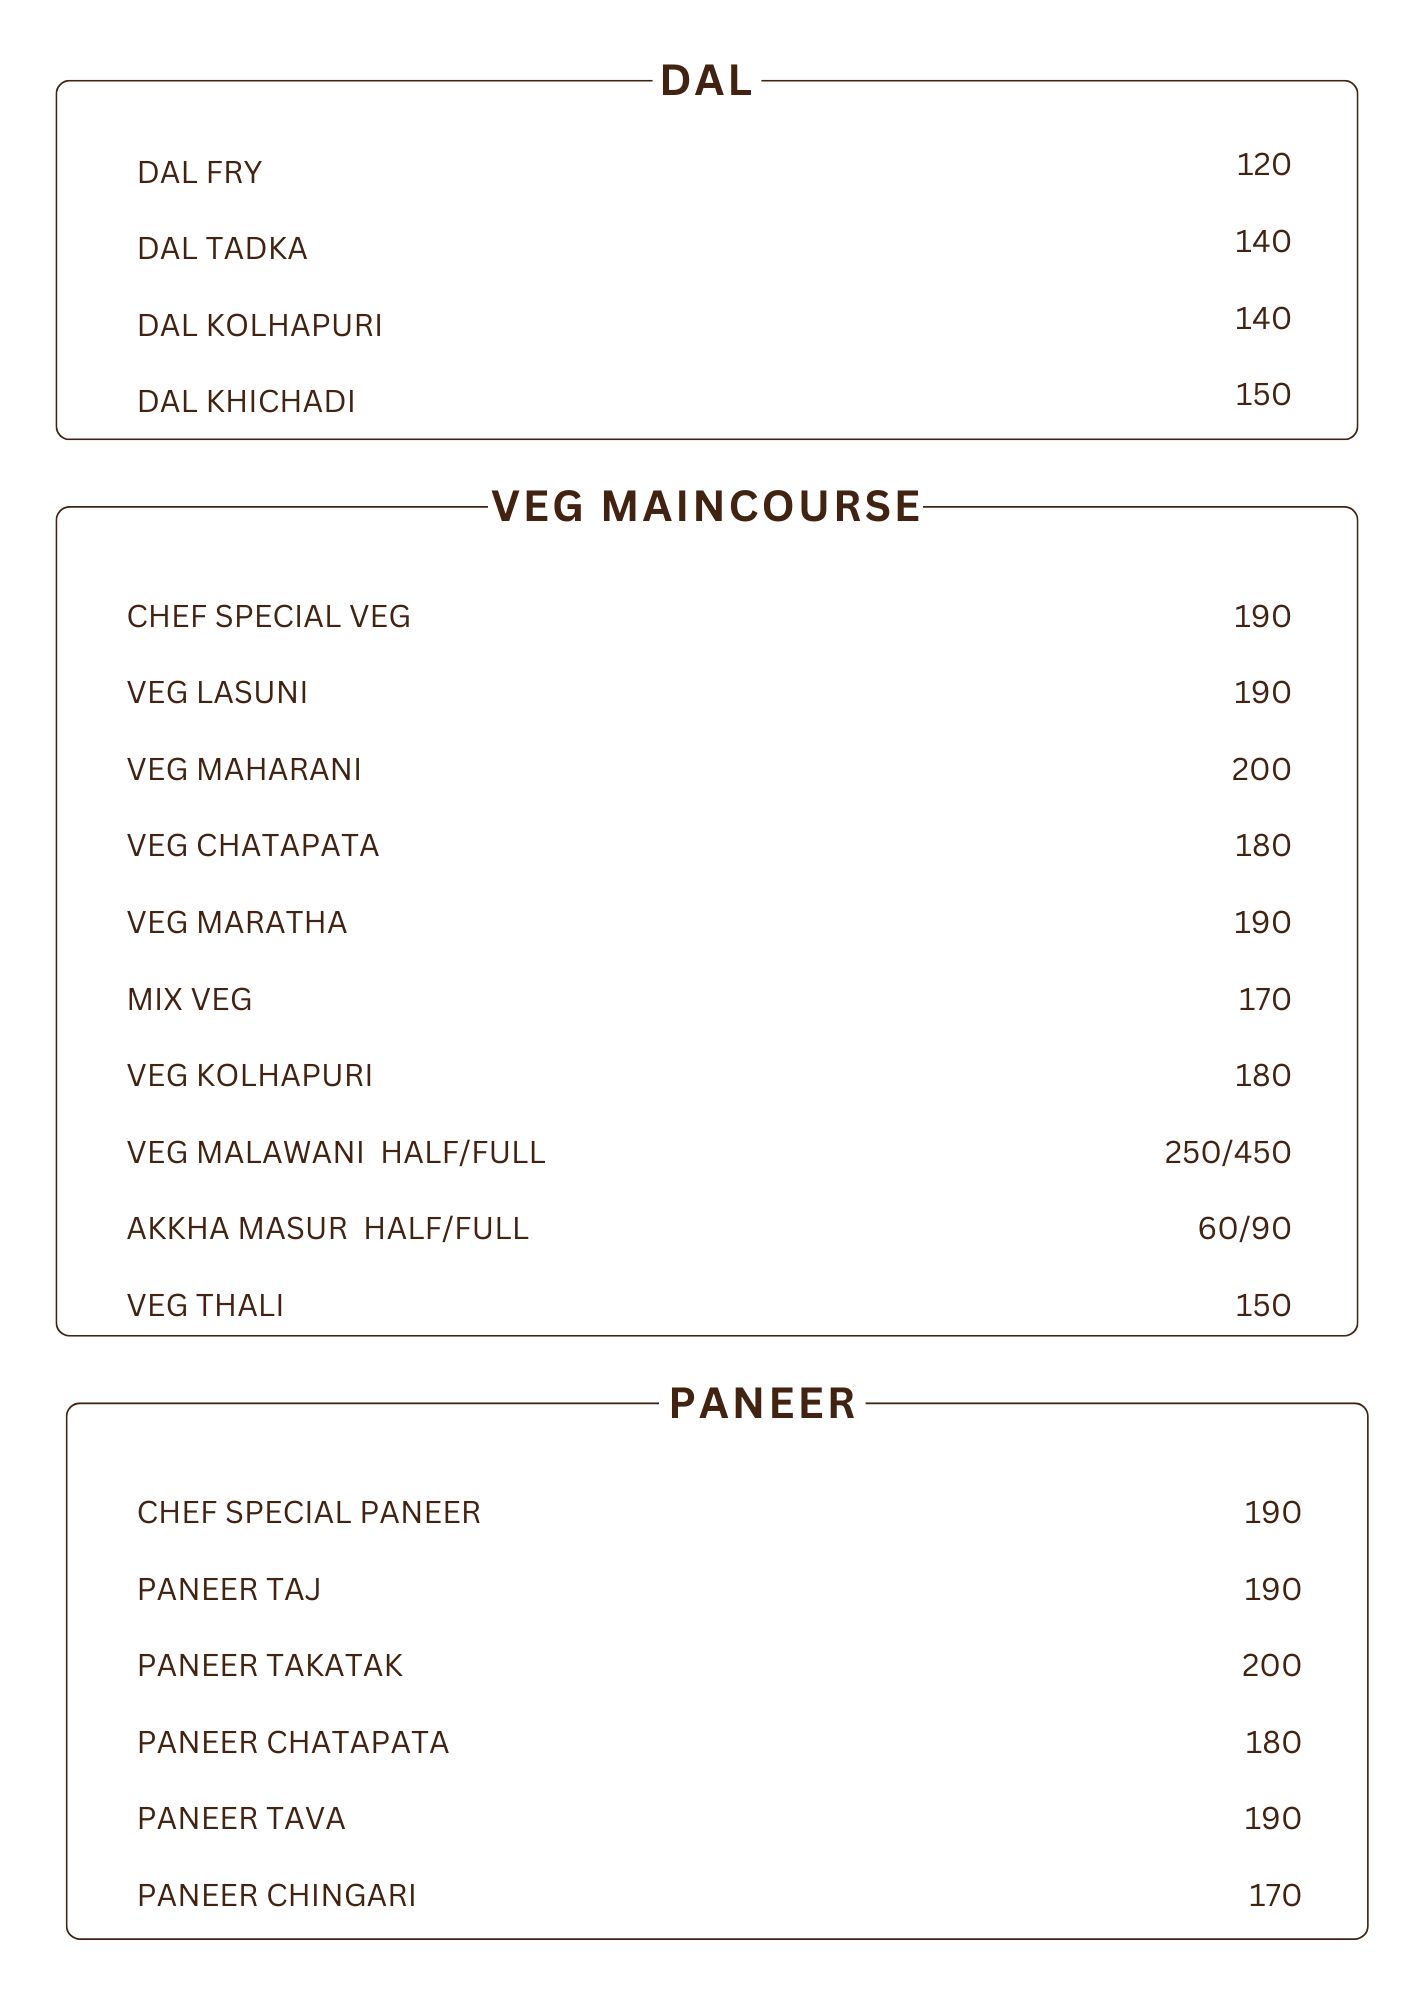 DAL
DAL FRY 120
DAL TADKA 140
DAL KOLHAPURI 140
DAL KHICHADI 150
VEG MAINCOURSE
CHEF SPECIAL VEG 190
VEG LASUNI 190
VEG MAHARANI 200
VEG CHATAPATA 180
VEG MARATHA 190
MIX VEG 170
VEG KOLHAPURI 180
VEG MALAWANI HALF/FULL 250/450
AKKHA MASUR HALF/FULL 60/90
VEG THALI 150
PANEER
CHEF SPECIAL PANEER 190
PANEER TAJ 190
PANEER TAKATAK 200
PANEER CHATAPATA 180
PANEER TAVA 190
PANEER CHINGARI 170